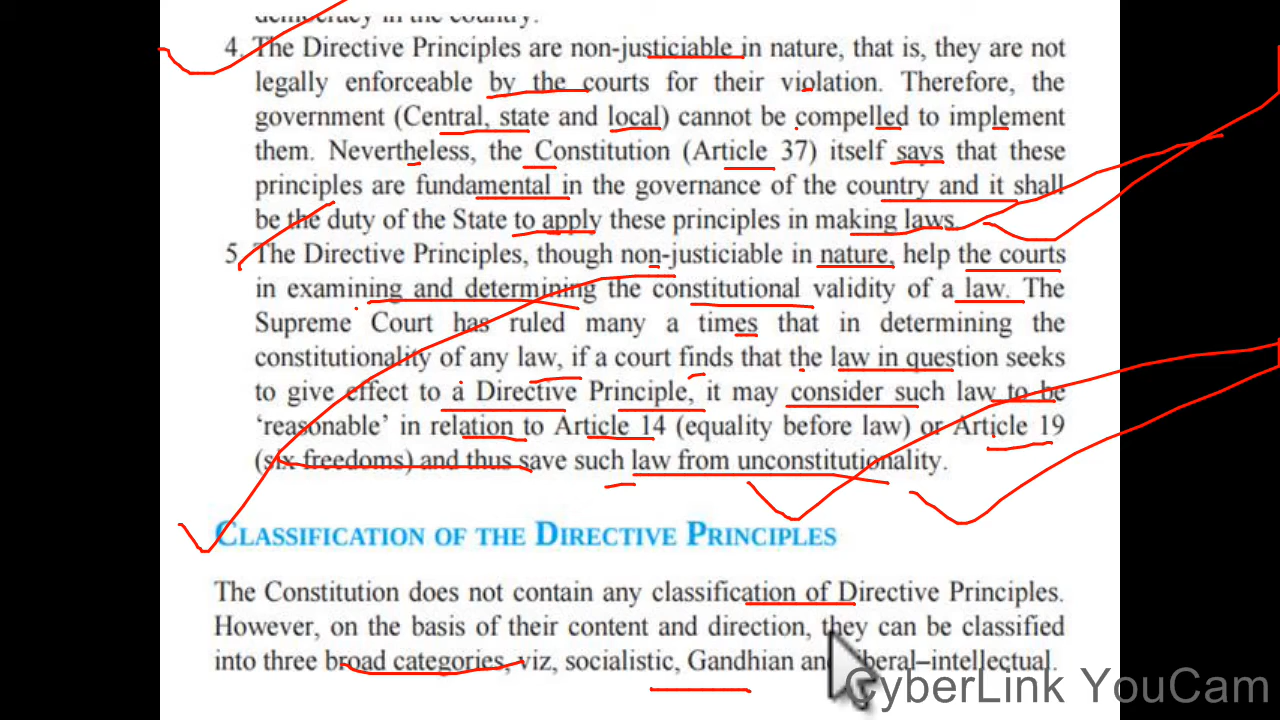 democracy in the country.
4. The Directive Principles are non-justiciable in nature, that is, they are not
legally enforceable by the courts for their violation. Therefore, the
government (Central, state and local) cannot be compelled to implement
them. Nevertheless, the Constitution (Article 37) itself says that these
principles are fundamental in the governance of the country and it shall
be the duty of the State to apply these principles in making laws.
5. The Directive Principles, though non-justiciable in nature, help the courts
in examining and determining the constitutional validity of a law. The
Supreme Court has ruled many a times that in determining the
constitutionality of any law, if a court finds that the law in question seeks
to give effect to a Directive Principle, it may consider such law to be
‘reasonable’ in relation to Article 14 (equality before law) or Article 19
(six freedoms) and thus save such law from unconstitutionality.
CLASSIFICATION OF THE DIRECTIVE PRINCIPLES
The Constitution does not contain any classification of Directive Principles.
However, on the basis of their content and direction, they can be classified
into three broad categories, viz, socialistic, Gandhian and liberal–intellectual.
CyberLink YouCam